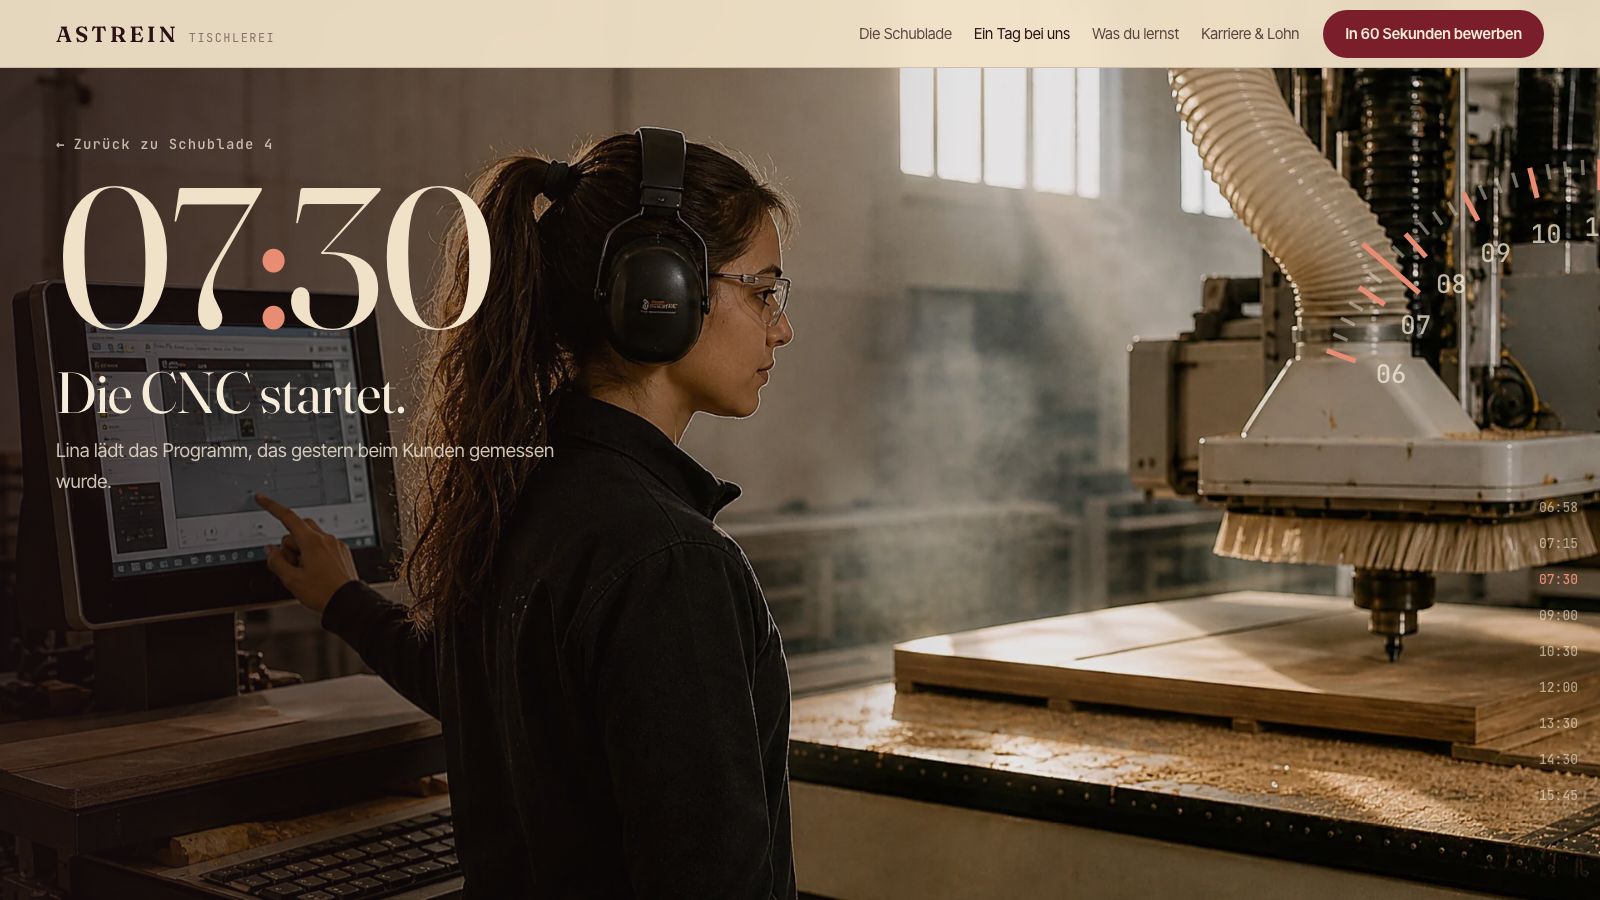 ASTREIN TISCHLEREI
Die Schublade
Ein Tag bei uns
Was du lernst
Karriere & Lohn
In 60 Sekunden bewerben
← Zurück zu Schublade 4
07:30
Die CNC startet.
Lina lädt das Programm, das gestern beim Kunden gemessen
wurde.
06
07
08
09
10
06:58
07:15
07:30
09:00
10:30
12:00
13:30
14:30
15:45